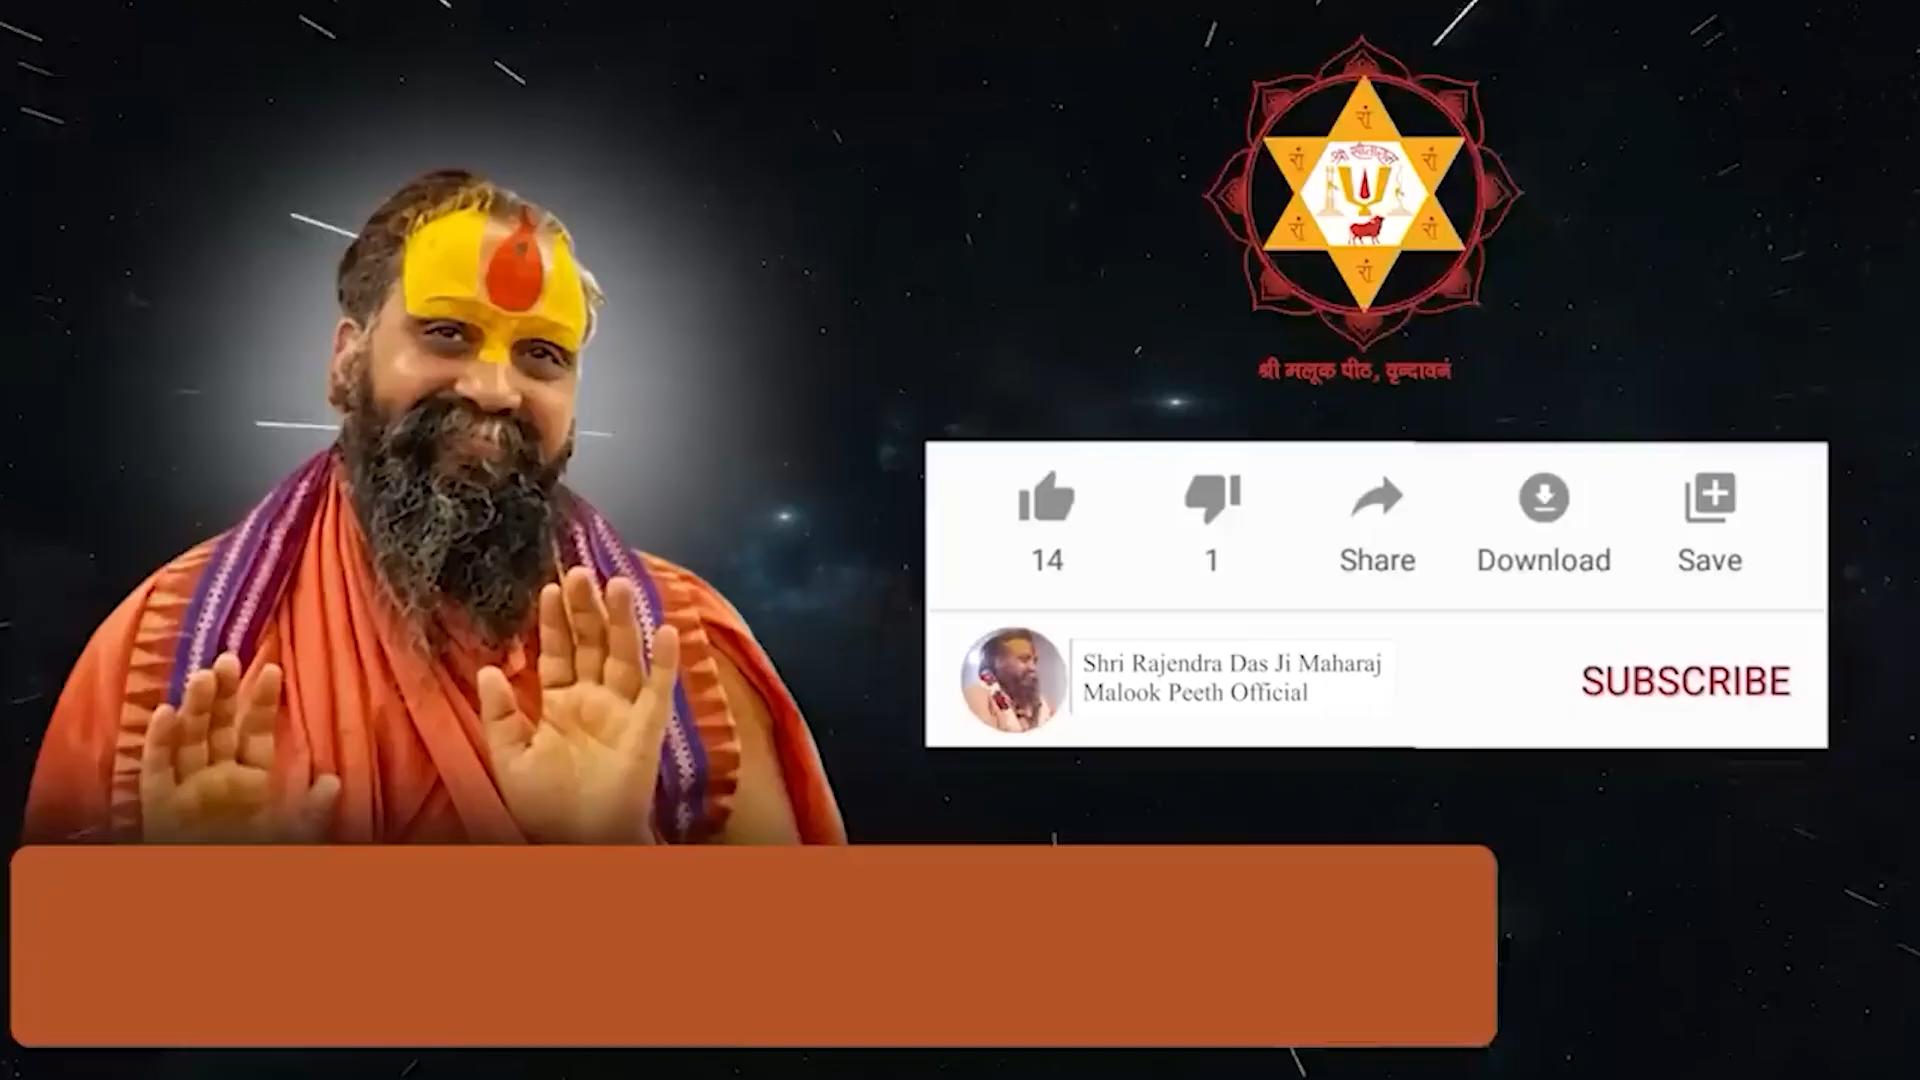 रां
रां
रां
श्री सीताराम
रां
रां
रां
श्री मलूक पीठ, वृन्दावन
14
1
Share
Download
Save
Shri Rajendra Das Ji Maharaj
Malook Peeth Official
SUBSCRIBE